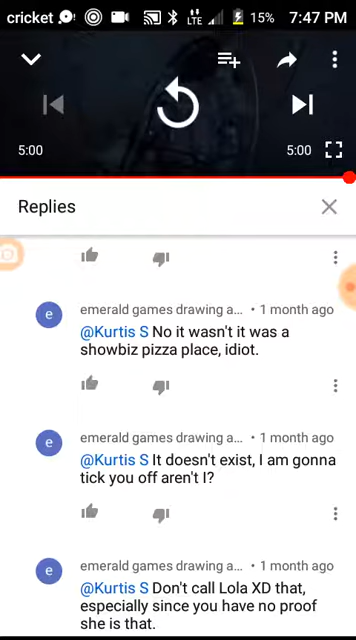 cricket LTE 15% 7:47 PM
5:00 5:00
Replies
e emerald games drawing a... • 1 month ago
@Kurtis S No it wasn't it was a
showbiz pizza place, idiot.
e emerald games drawing a... • 1 month ago
@Kurtis S It doesn't exist, I am gonna
tick you off aren't I?
e emerald games drawing a... • 1 month ago
@Kurtis S Don't call Lola XD that,
especially since you have no proof
she is that.